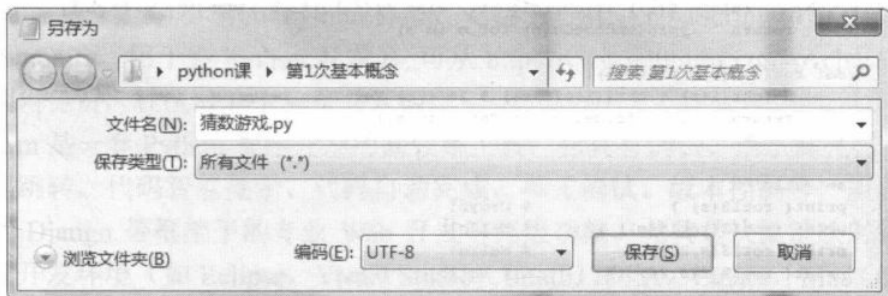 另存为
python课 ▸ 第1次基本概念 搜索 第1次基本概念
文件名(N): 猜数游戏.py
保存类型(T): 所有文件 (*.*)
浏览文件夹(B) 编码(E): UTF-8 保存(S) 取消